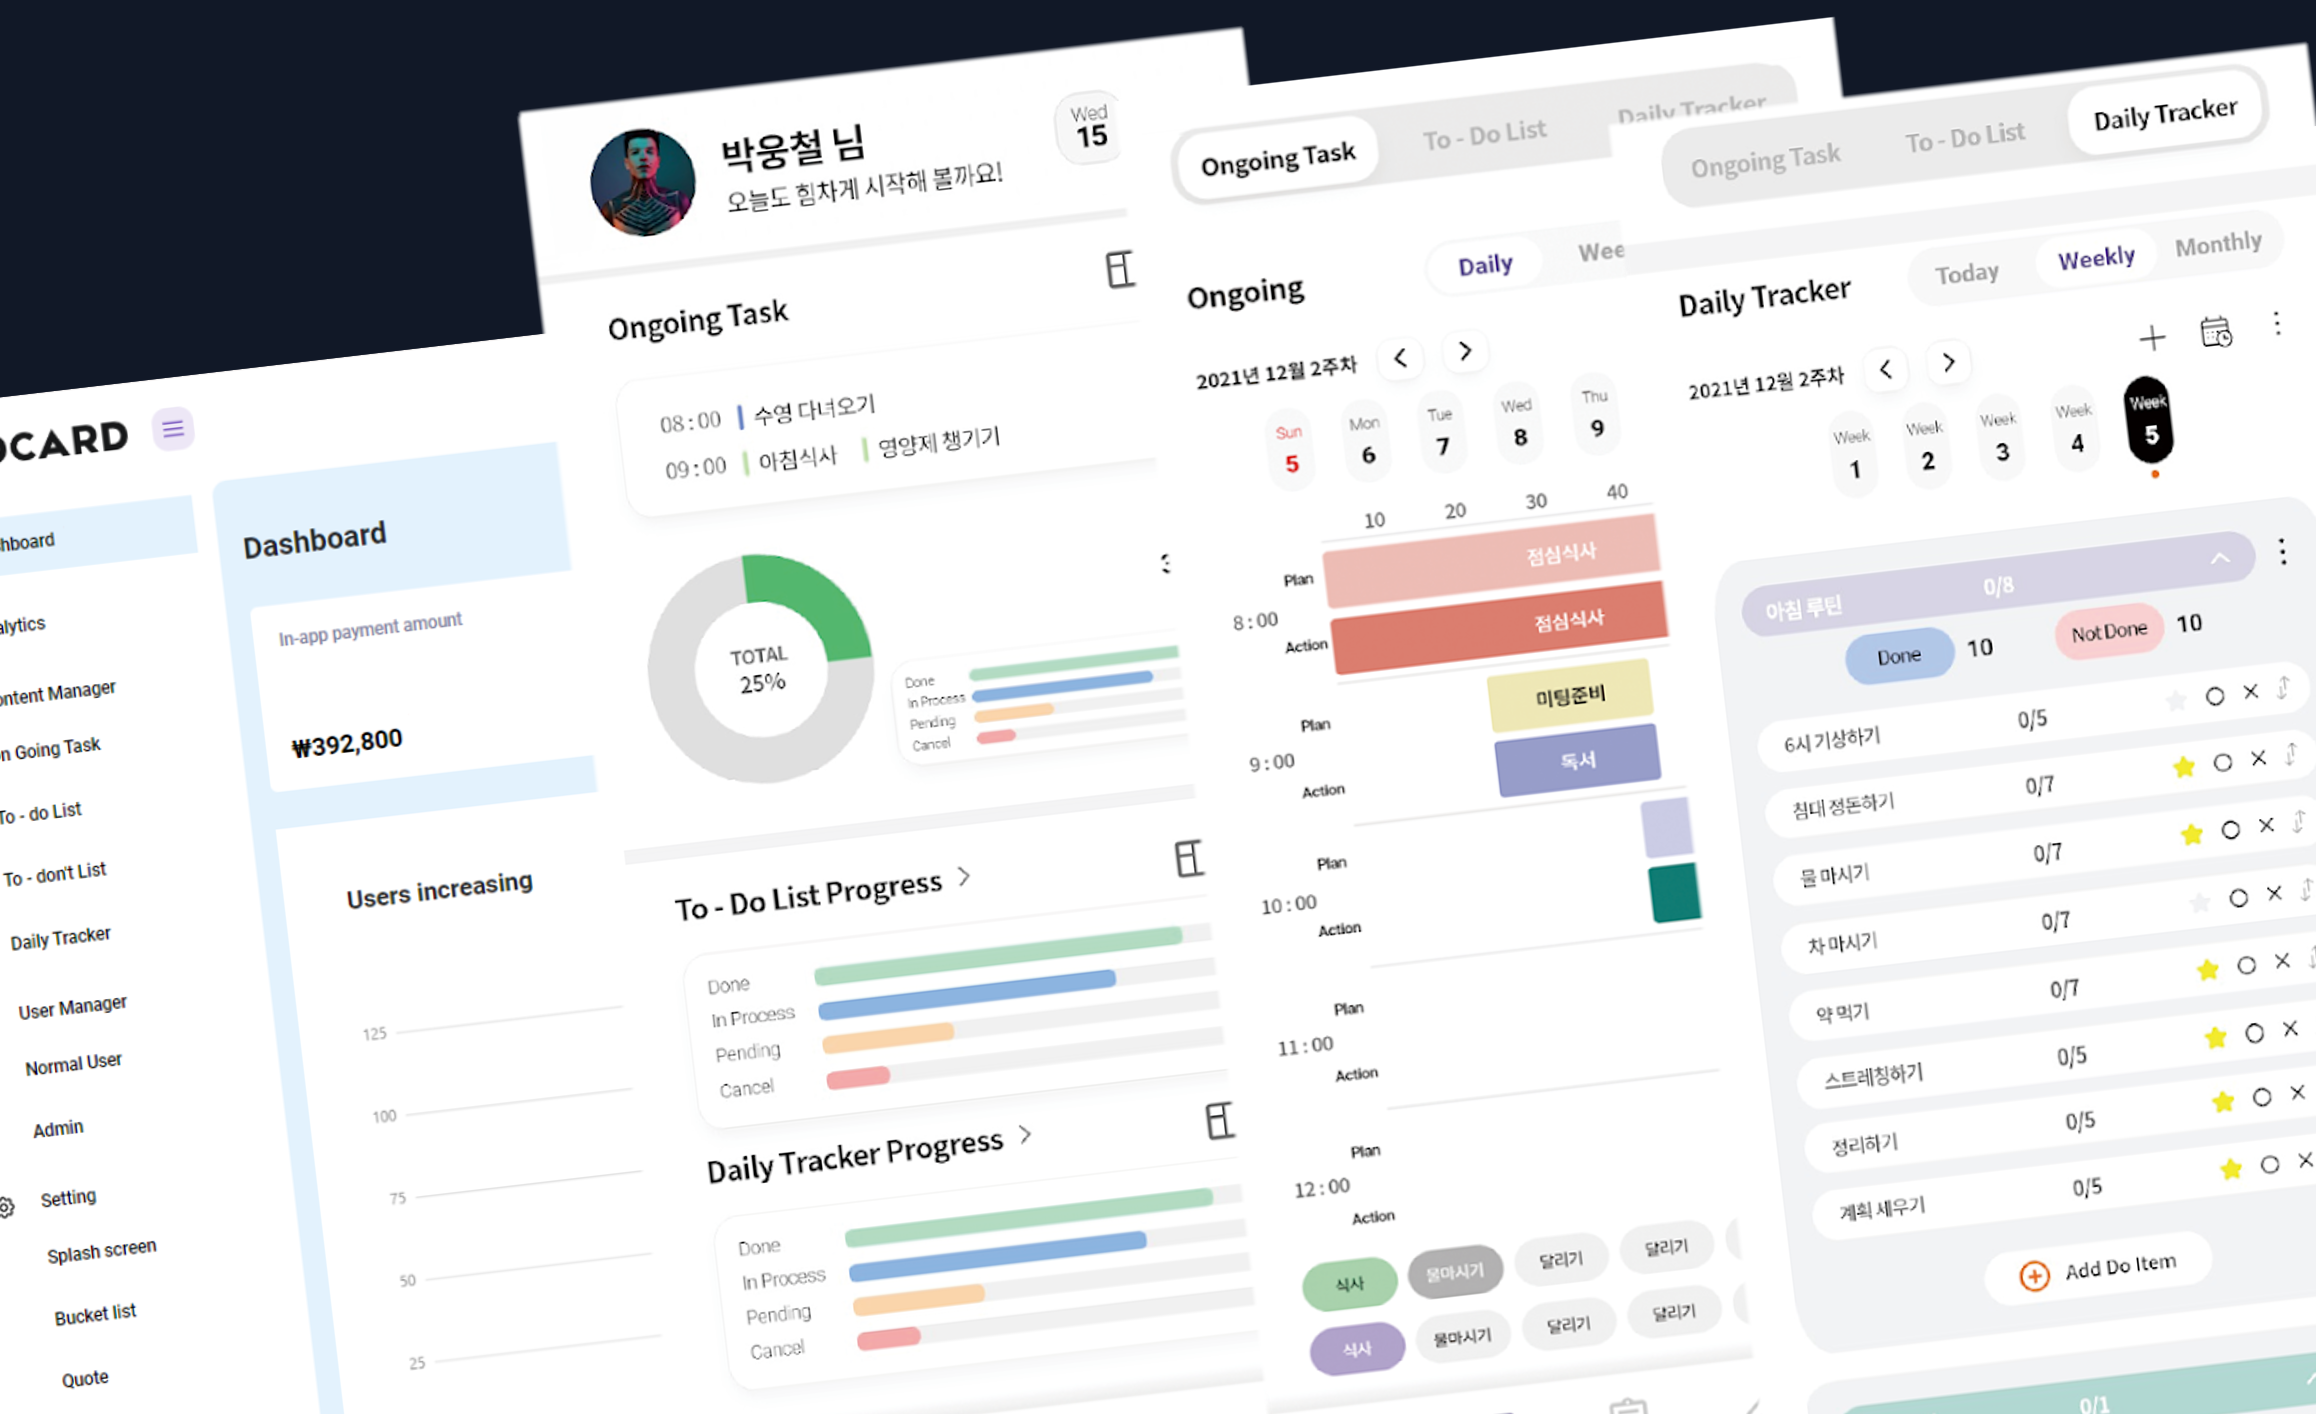 OCARD
hboard
alytics
ontent Manager
n Going Task
To - do List
To - don't List
Daily Tracker
User Manager
Normal User
Admin
Setting
Splash screen
Bucket list
Quote
Dashboard
In-app payment amount
₩392,800
Users increasing
125
100
75
50
25
박웅철 님
오늘도 힘차게 시작해 볼까요!
Wed
15
Ongoing Task
08:00 수영 다녀오기
09:00 아침식사 영양제 챙기기
TOTAL
25%
Done
In Process
Pending
Cancel
To - Do List Progress
Done
In Process
Pending
Cancel
Daily Tracker Progress
Done
In Process
Pending
Cancel
Ongoing Task To - Do List Daily Tracker
Ongoing Daily Wee
2021년 12월 2주차
Sun Mon Tue Wed Thu
5 6 7 8 9
10 20 30 40
Plan 점심식사
8:00
Action 점심식사
Plan 미팅준비
9:00 독서
Action
Plan
10:00
Action
Plan
11:00
Action
Plan
12:00
Action
식사 물마시기 달리기 달리기
식사 물마시기 달리기 달리기
Ongoing Task To - Do List Daily Tracker
Daily Tracker Today Weekly Monthly
2021년 12월 2주차
Week Week Week Week Week
1 2 3 4 5
아침 루틴 0/8
Done 10 Not Done 10
6시 기상하기 0/5
침대 정돈하기 0/7
물 마시기 0/7
차 마시기 0/7
약 먹기 0/7
스트레칭하기 0/5
정리하기 0/5
계획 세우기 0/5
Add Do Item
0/1